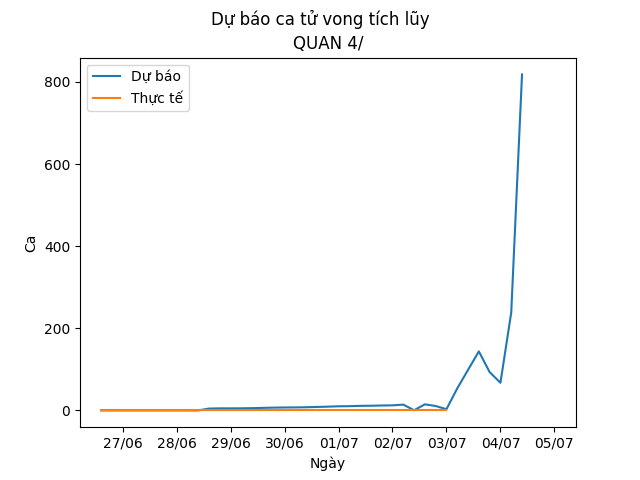 Dự báo ca tử vong tích lũy
QUAN 4/
Dự báo
Thực tế
800
600
400
200
0
Ca
27/06 28/06 29/06 30/06 01/07 02/07 03/07 04/07 05/07
Ngày